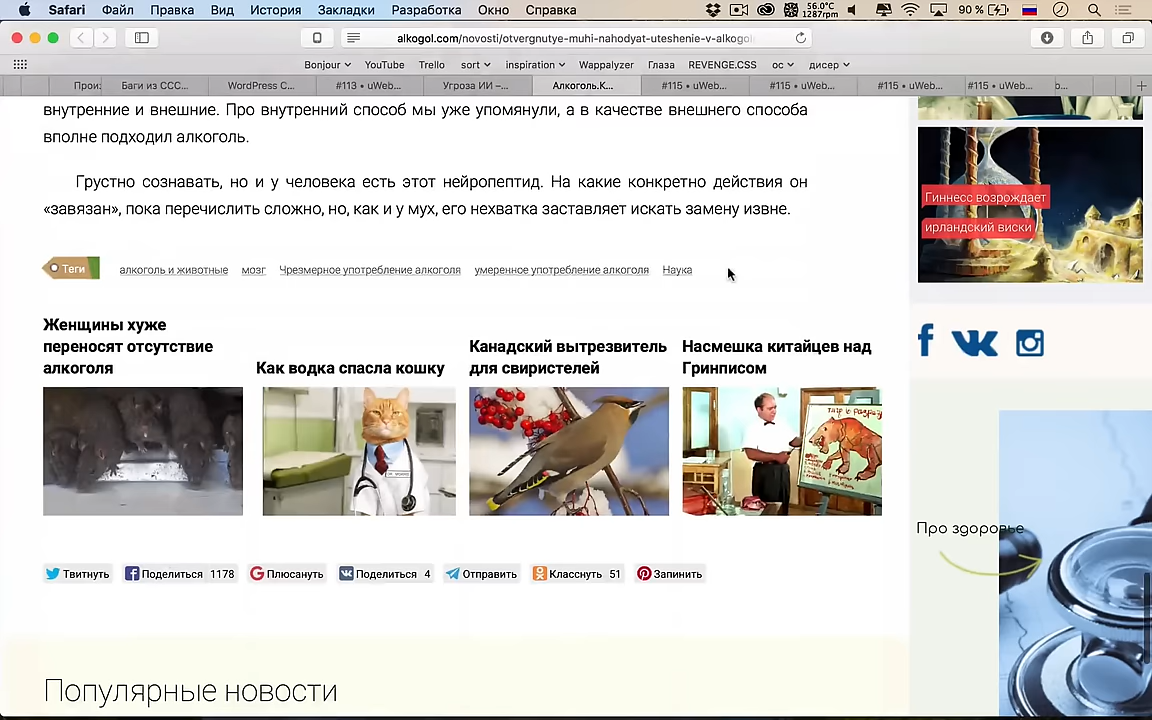 Safari Файл Правка Вид История Закладки Разработка Окно Справка 56.0°C 1287rpm 90 %
alkogol.com/novosti/otvergnutye-muhi-nahodyat-uteshenie-v-alkogol
Bonjour YouTube Trello sort inspiration Wappalyzer Глаза REVENGE.CSS ос дисер
Прои Баги из ССС... WordPress C... #113 • uWeb... Угроза ИИ –... Алкоголь.К... #115 • uWeb... #115 • uWeb... #115 • uWeb... #115 • uWeb...
внутренние и внешние. Про внутренний способ мы уже упомянули, а в качестве внешнего способа
вполне подходил алкоголь.
Грустно сознавать, но и у человека есть этот нейропептид. На какие конкретно действия он
«завязан», пока перечислить сложно, но, как и у мух, его нехватка заставляет искать замену извне.
Теги алкоголь и животные мозг Чрезмерное употребление алкоголя умеренное употребление алкоголя Наука
Женщины хуже
переносят отсутствие
алкоголя
Как водка спасла кошку
Канадский вытрезвитель
для свиристелей
Насмешка китайцев над
Гринписом
Твитнуть Поделиться 1178 Плюсануть Поделиться 4 Отправить Класснуть 51 Запинить
Популярные новости
Гиннесс возрождает
ирландский виски
Про здоровье